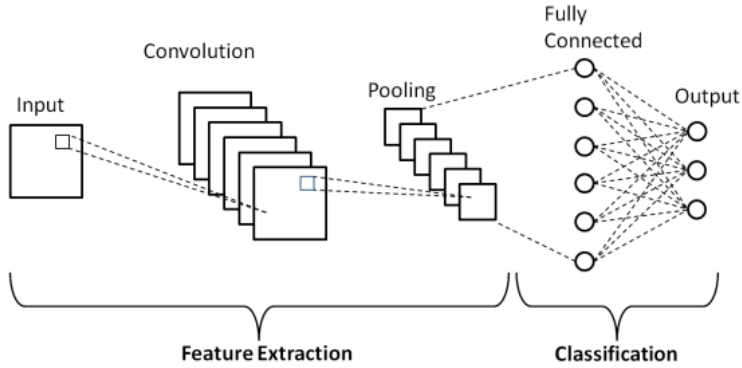 Input
Convolution
Pooling
Fully
Connected
Output
Feature Extraction
Classification